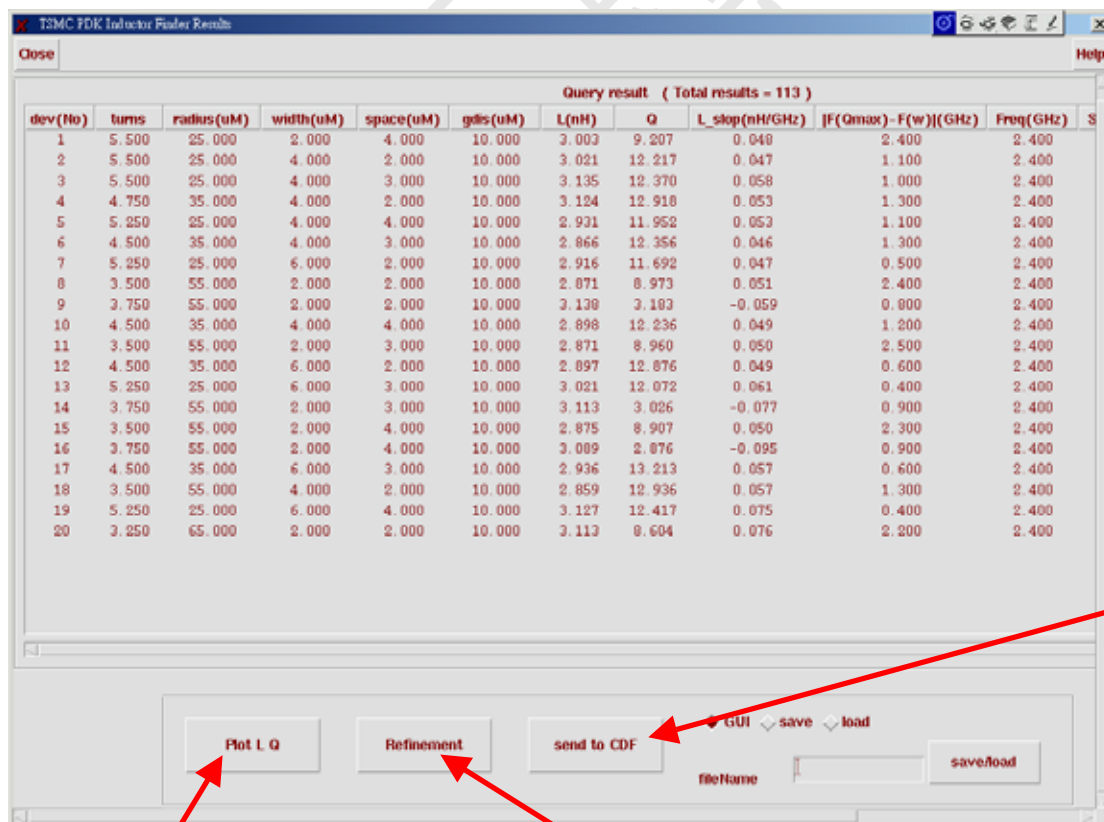 TSMC PDK Inductor Finder Results
Close Help
Query result ( Total results = 113 )
dev(No) turns radius(uM) width(uM) space(uM) gdis(uM) L(nH) Q L_slop(nH/GHz) |F(Qmax)-F(w)|(GHz) Freq(GHz) S
1 5.500 25.000 2.000 4.000 10.000 3.003 9.207 0.048 2.400 2.400
2 5.500 25.000 4.000 2.000 10.000 3.021 12.217 0.047 1.100 2.400
3 5.500 25.000 4.000 3.000 10.000 3.135 12.370 0.058 1.000 2.400
4 4.750 35.000 4.000 2.000 10.000 3.124 12.918 0.053 1.300 2.400
5 5.250 25.000 4.000 4.000 10.000 2.931 11.952 0.053 1.100 2.400
6 4.500 35.000 4.000 3.000 10.000 2.866 12.356 0.046 1.300 2.400
7 5.250 25.000 6.000 2.000 10.000 2.916 11.692 0.047 0.500 2.400
8 3.500 55.000 2.000 2.000 10.000 2.871 8.973 0.051 2.400 2.400
9 3.750 55.000 2.000 2.000 10.000 3.138 3.183 -0.059 0.800 2.400
10 4.500 35.000 4.000 4.000 10.000 2.898 12.236 0.049 1.200 2.400
11 3.500 55.000 2.000 3.000 10.000 2.871 8.960 0.050 2.500 2.400
12 4.500 35.000 6.000 2.000 10.000 2.897 12.876 0.049 0.600 2.400
13 5.250 25.000 6.000 3.000 10.000 3.021 12.072 0.061 0.400 2.400
14 3.750 55.000 2.000 3.000 10.000 3.113 3.026 -0.077 0.900 2.400
15 3.500 55.000 2.000 4.000 10.000 2.875 8.907 0.050 2.300 2.400
16 3.750 55.000 2.000 4.000 10.000 3.089 2.876 -0.095 0.900 2.400
17 4.500 35.000 6.000 3.000 10.000 2.936 13.213 0.057 0.600 2.400
18 3.500 55.000 4.000 2.000 10.000 2.859 12.936 0.057 1.300 2.400
19 5.250 25.000 6.000 4.000 10.000 3.127 12.417 0.075 0.400 2.400
20 3.250 65.000 2.000 2.000 10.000 3.113 8.604 0.076 2.200 2.400
GUI save load
Plot L Q Refinement send to CDF
fileName save/load